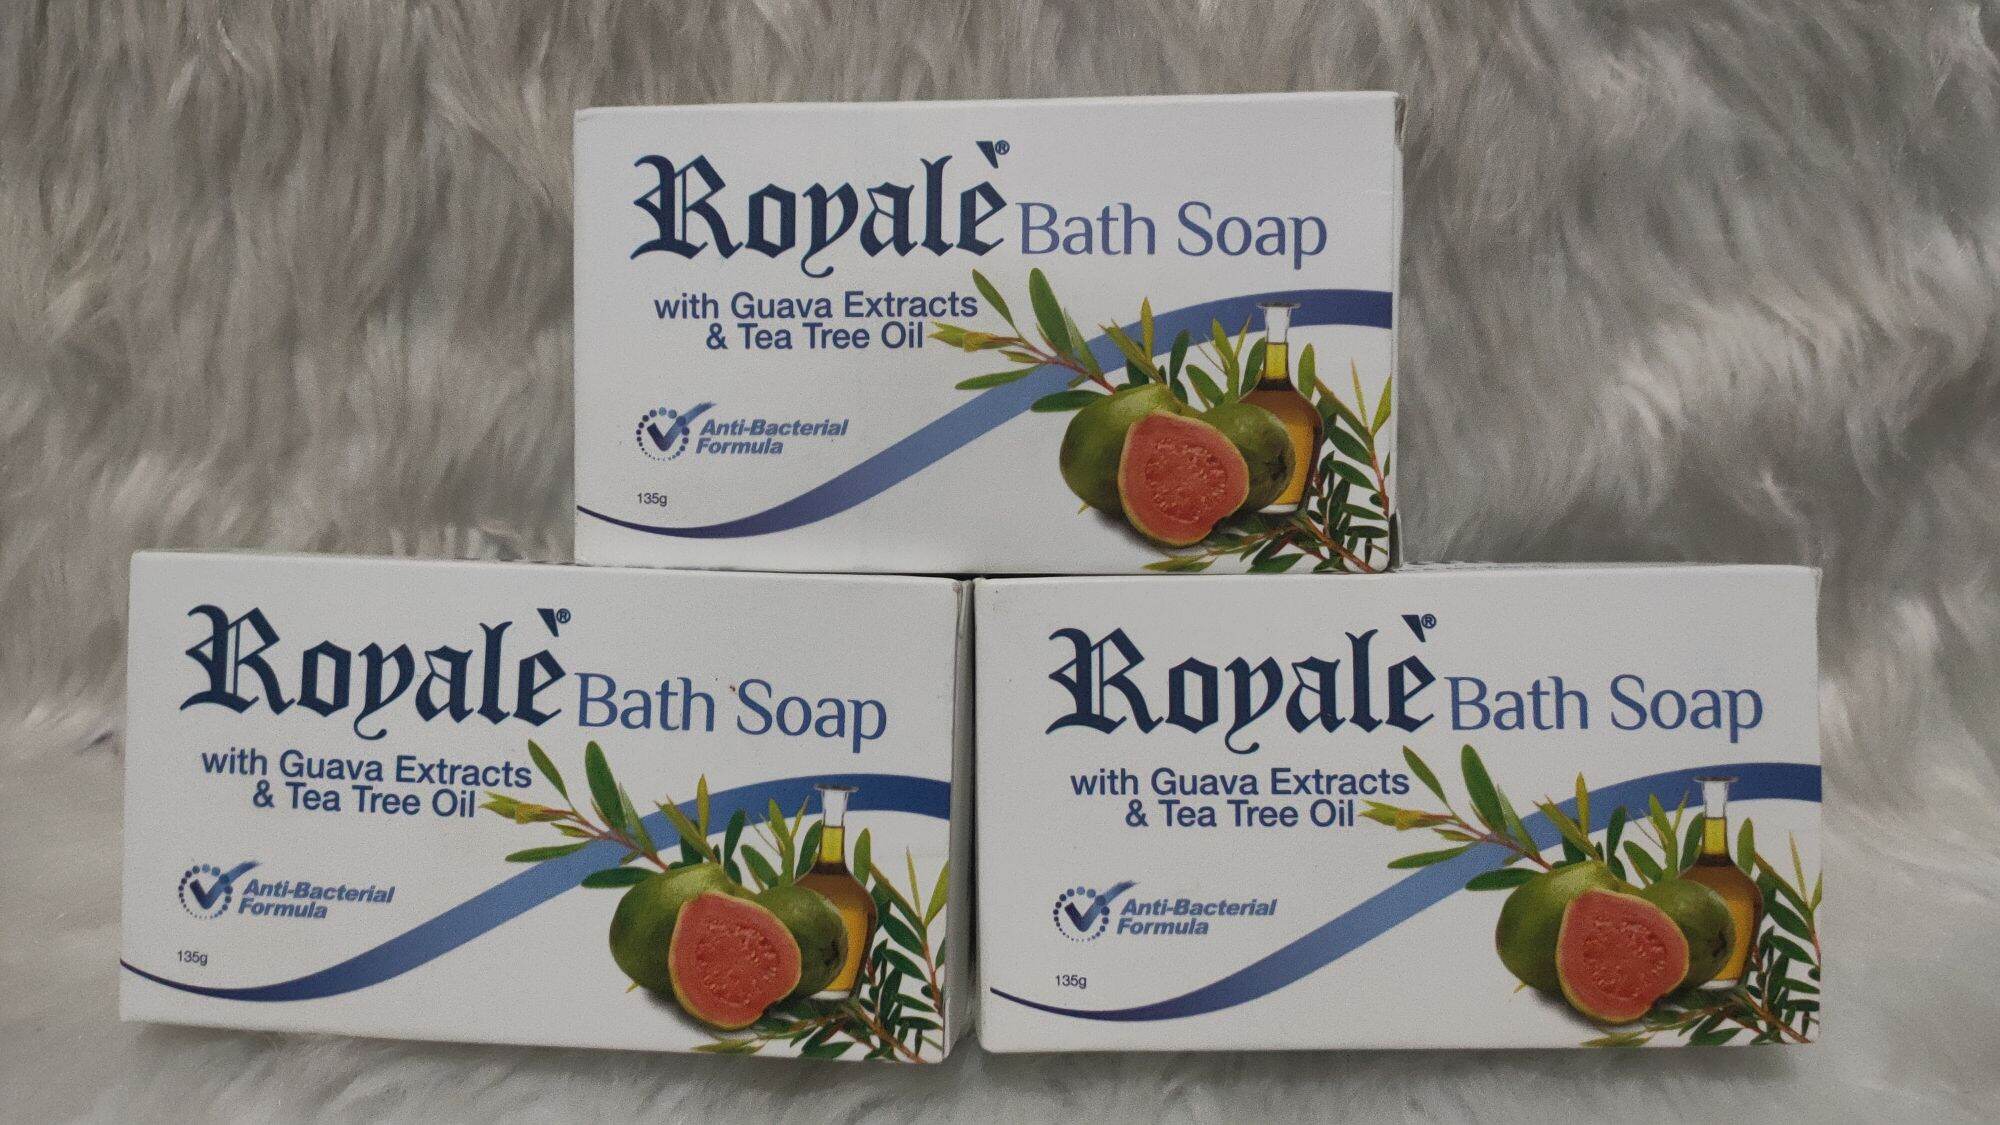 Royalè® Bath Soap
with Guava Extracts
& Tea Tree Oil
Anti-Bacterial
Formula
135g
Royalè® Bath Soap
with Guava Extracts
& Tea Tree Oil
Anti-Bacterial
Formula
135g
Royalè® Bath Soap
with Guava Extracts
& Tea Tree Oil
Anti-Bacterial
Formula
135g